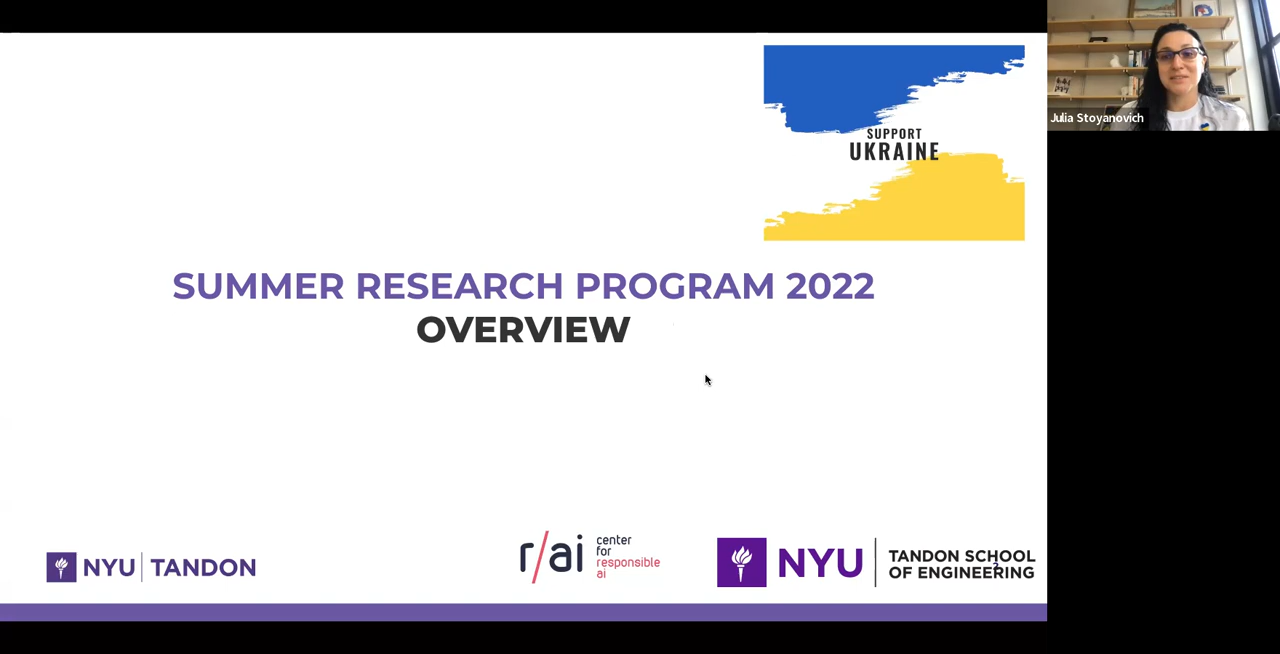 SUPPORT
UKRAINE
Julia Stoyanovich
SUMMER RESEARCH PROGRAM 2022
OVERVIEW
NYU | TANDON
r/ai
center
for
responsible
ai
NYU
TANDON SCHOOL
OF ENGINEERING